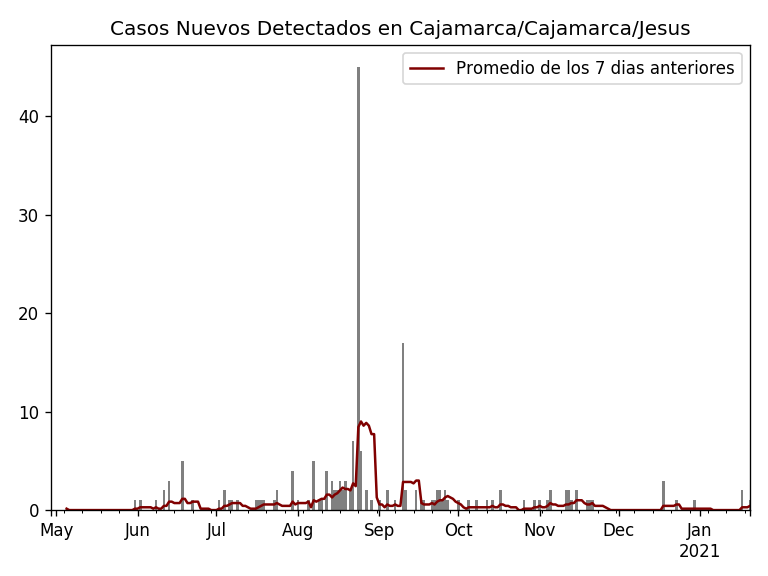 Casos Nuevos Detectados en Cajamarca/Cajamarca/Jesus
Promedio de los 7 dias anteriores
40
30
20
10
0
May Jun Jul Aug Sep Oct Nov Dec Jan
2021